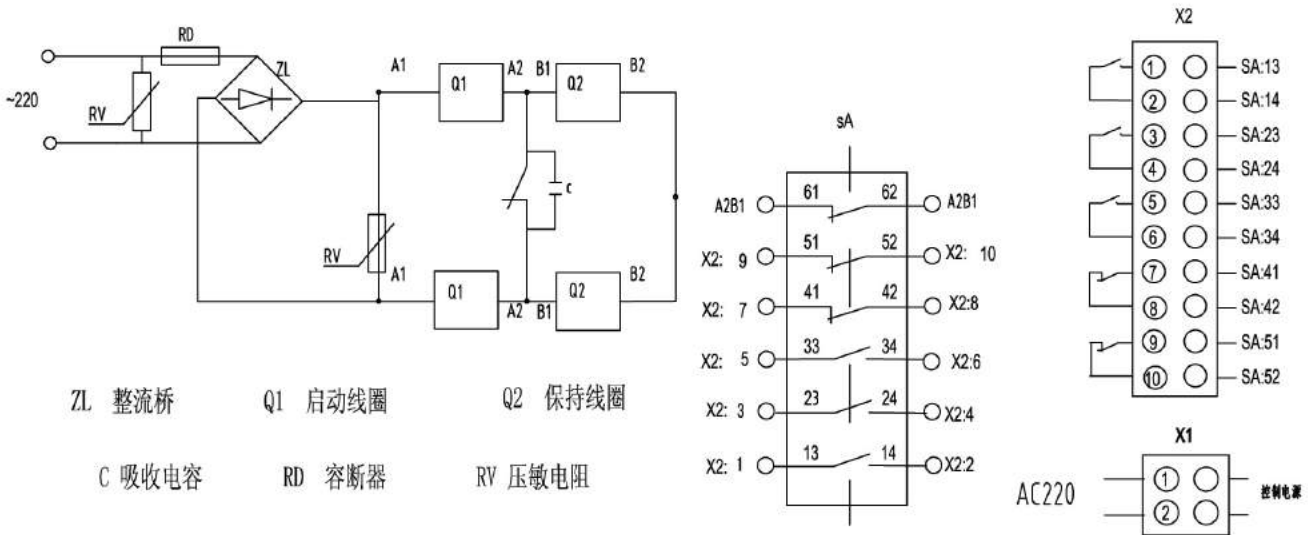 RD
ZL
~220
RV
A1
Q1
A2
B1
Q2
B2
C
RV
A1
Q1
A2
B1
Q2
B2
ZL 整流桥
Q1 启动线圈
Q2 保持线圈
C 吸收电容
RD 容断器
RV 压敏电阻
sA
A2B1 61 62 A2B1
X2: 9 51 52 X2: 10
X2: 7 41 42 X2:8
X2: 5 33 34 X2:6
X2: 3 23 24 X2:4
X2: 1 13 14 X2:2
X2
1 SA:13
2 SA:14
3 SA:23
4 SA:24
5 SA:33
6 SA:34
7 SA:41
8 SA:42
9 SA:51
10 SA:52
X1
AC220
1
2
控制电源